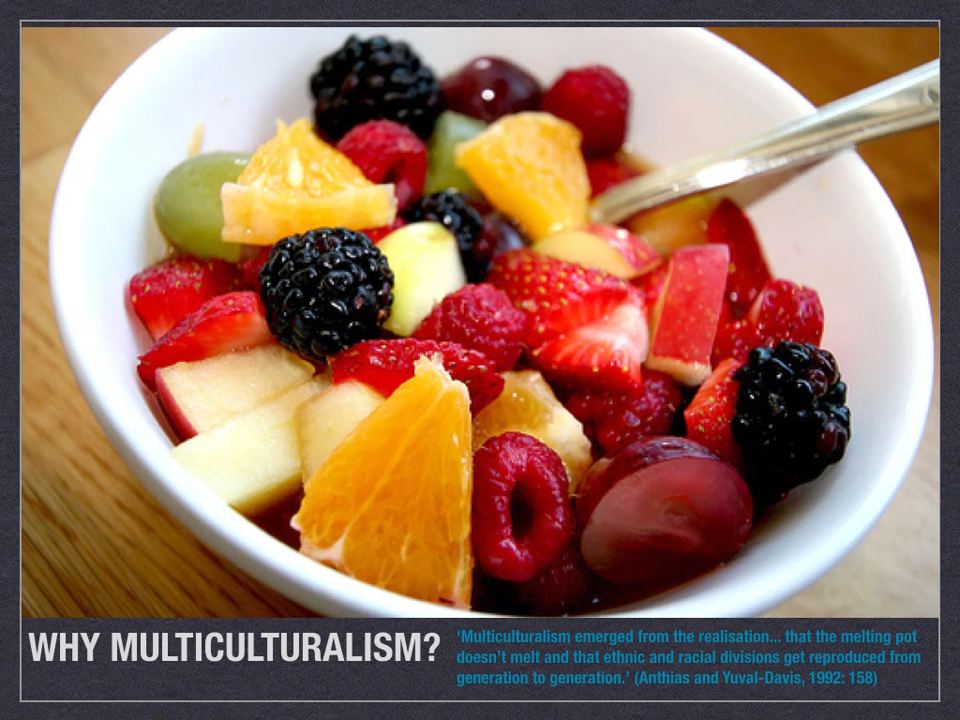 WHY MULTICULTURALISM?
‘Multiculturalism emerged from the realisation... that the melting pot
doesn’t melt and that ethnic and racial divisions get reproduced from
generation to generation.’ (Anthias and Yuval-Davis, 1992: 158)